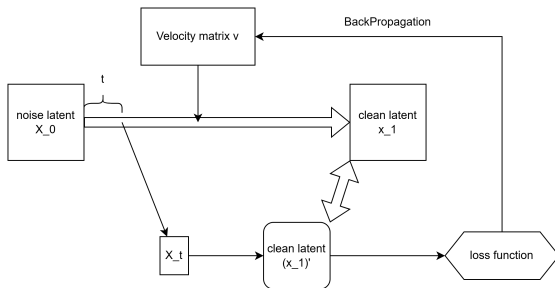 BackPropagation
Velocity matrix v
t
noise latent
X_0
clean latent
x_1
X_t
clean latent
(x_1)'
loss function